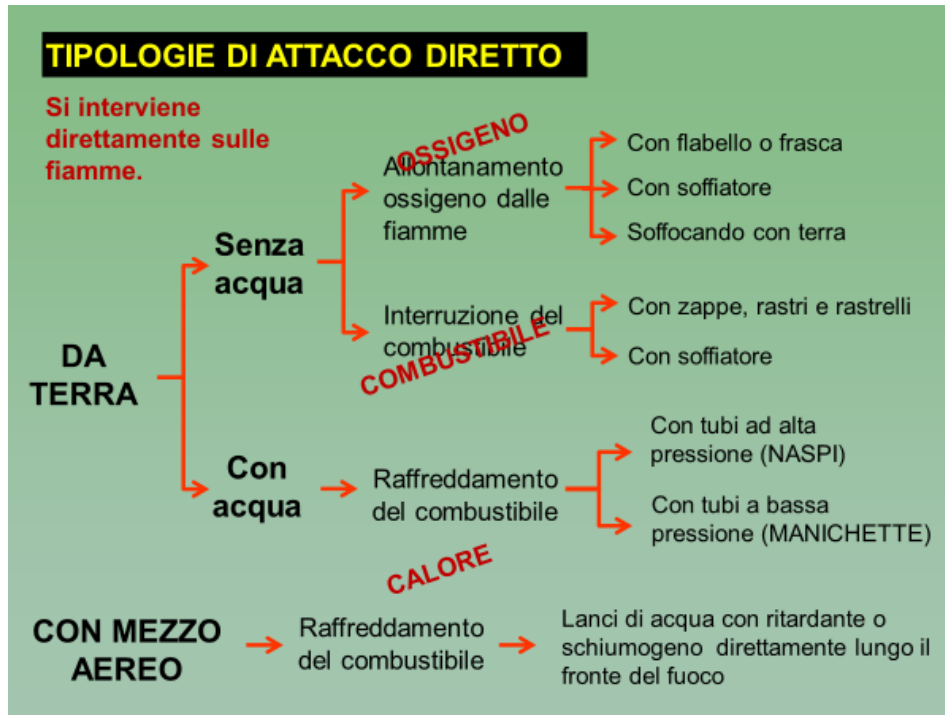 TIPOLOGIE DI ATTACCO DIRETTO
Si interviene
direttamente sulle
fiamme.
OSSIGENO
Allontanamento
ossigeno dalle
fiamme
Con flabello o frasca
Con soffiatore
Soffocando con terra
Senza
acqua
Interruzione del
combustibile
COMBUSTIBILE
Con zappe, rastri e rastrelli
Con soffiatore
DA
TERRA
Con
acqua
Raffreddamento
del combustibile
Con tubi ad alta
pressione (NASPI)
Con tubi a bassa
pressione (MANICHETTE)
CALORE
CON MEZZO
AEREO
Raffreddamento
del combustibile
Lanci di acqua con ritardante o
schiumogeno direttamente lungo il
fronte del fuoco